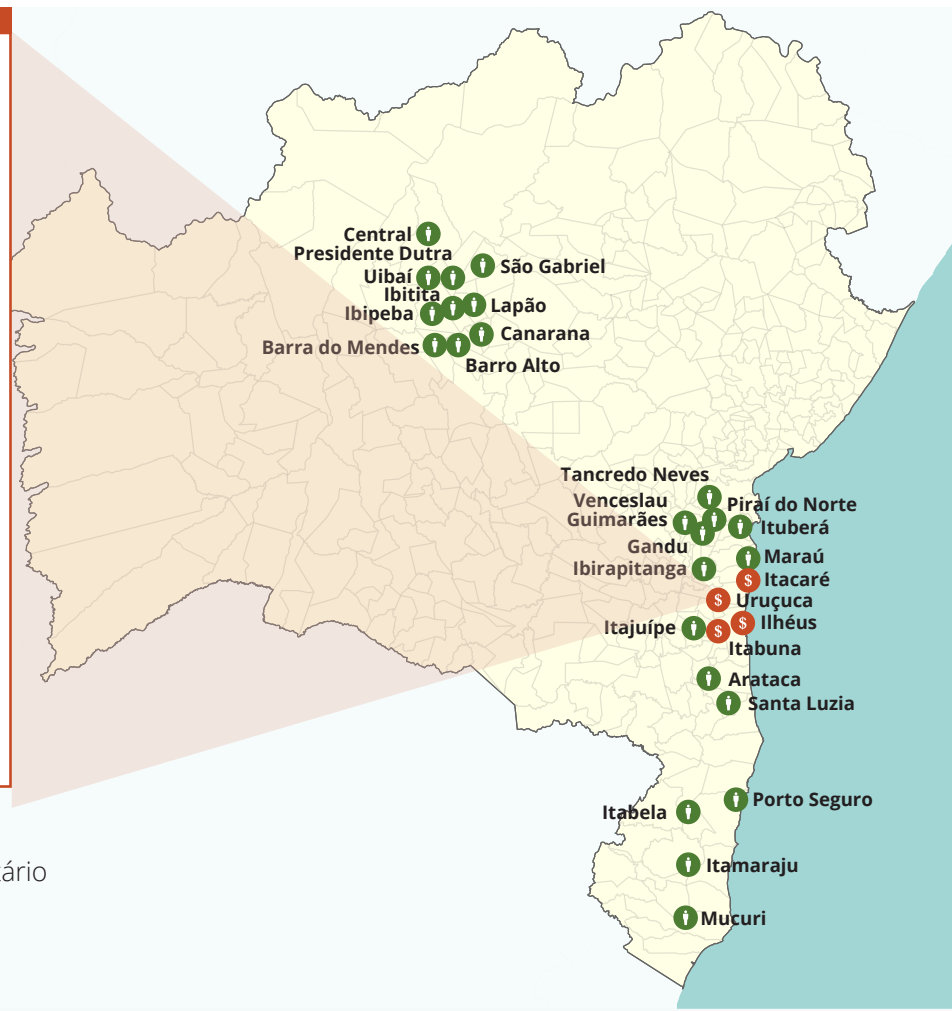 Central
Presidente Dutra
São Gabriel
Uibaí
Ibititá
Lapão
Ibipeba
Canarana
Barra do Mendes
Barro Alto
Tancredo Neves
Venceslau
Guimarães
Piraí do Norte
Ituberá
Gandu
Maraú
Ibirapitanga
$ Itacaré
$ Uruçuca
$ Ilhéus
Itajuípe
$ Itabuna
Arataca
Santa Luzia
Porto Seguro
Itabela
ário
Itamaraju
Mucuri